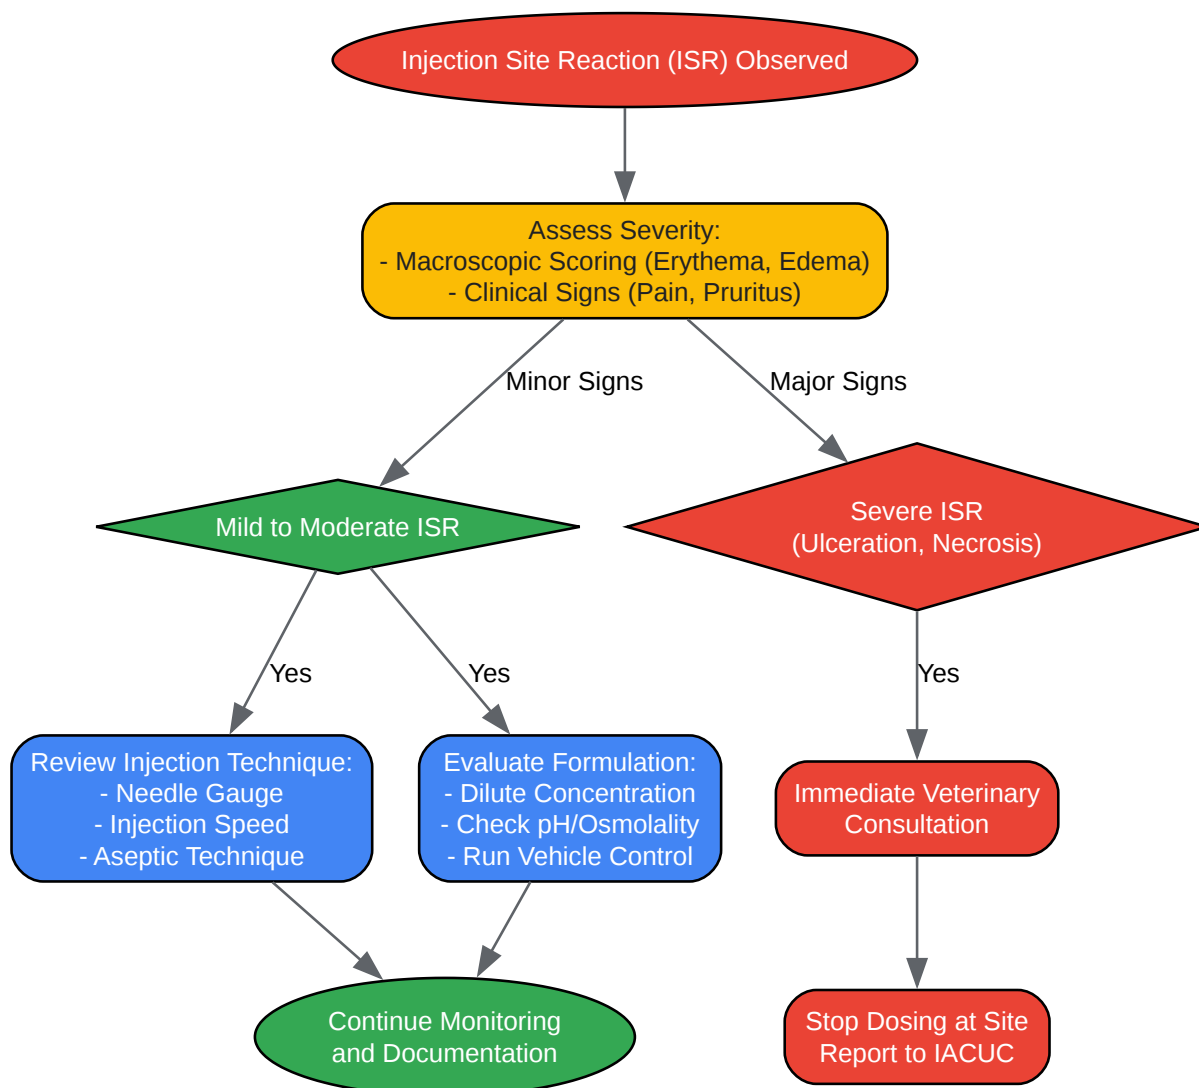 Injection Site Reaction (ISR) Observed
Assess Severity:
- Macroscopic Scoring (Erythema, Edema)
- Clinical Signs (Pain, Pruritus)
Minor Signs
Major Signs
Mild to Moderate ISR
Severe ISR
(Ulceration, Necrosis)
Yes
Yes
Yes
Review Injection Technique:
- Needle Gauge
- Injection Speed
- Aseptic Technique
Evaluate Formulation:
- Dilute Concentration
- Check pH/Osmolality
- Run Vehicle Control
Immediate Veterinary
Consultation
Continue Monitoring
and Documentation
Stop Dosing at Site
Report to IACUC